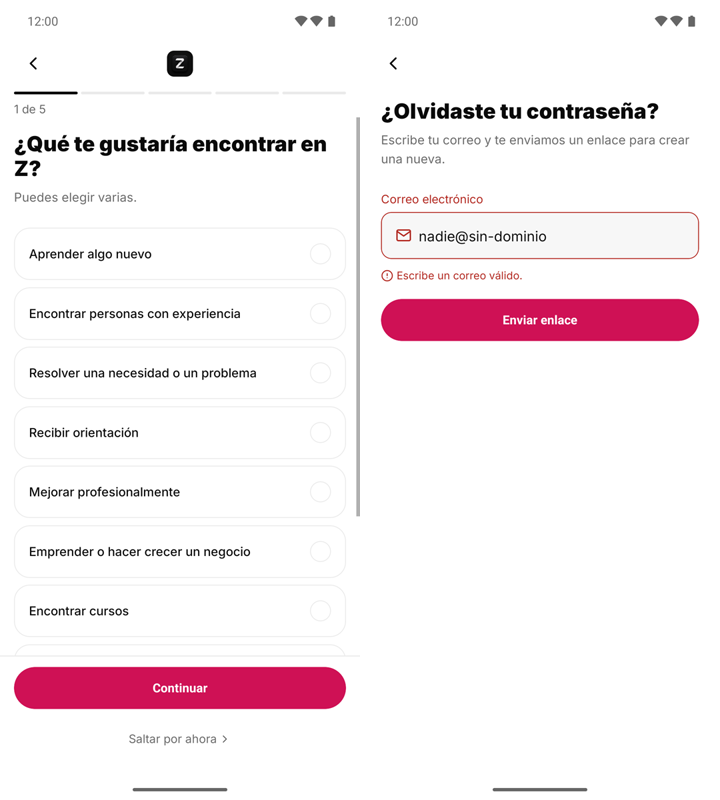 12:00
Z
1 de 5
¿Qué te gustaría encontrar en
Z?
Puedes elegir varias.
Aprender algo nuevo
Encontrar personas con experiencia
Resolver una necesidad o un problema
Recibir orientación
Mejorar profesionalmente
Emprender o hacer crecer un negocio
Encontrar cursos
Continuar
Saltar por ahora
12:00
¿Olvidaste tu contraseña?
Escribe tu correo y te enviamos un enlace para crear
una nueva.
Correo electrónico
nadie@sin-dominio
Escribe un correo válido.
Enviar enlace